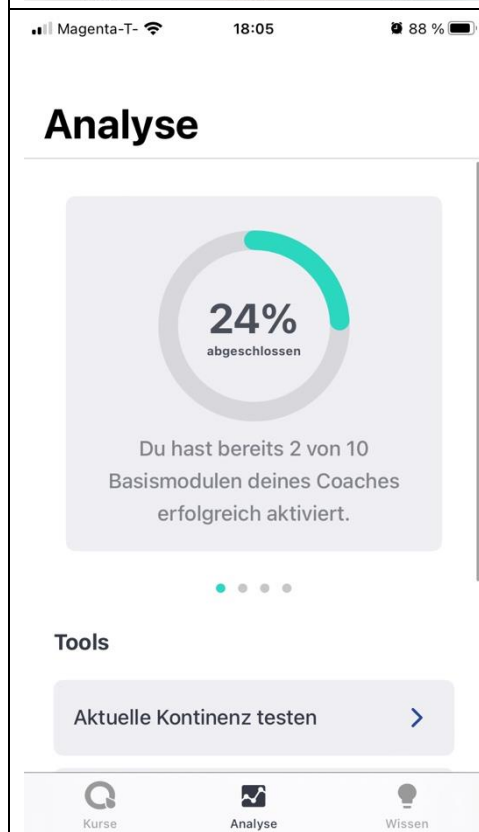 Magenta-T-
18:05
88 %
Analyse
24%
abgeschlossen
Du hast bereits 2 von 10
Basismodulen deines Coaches
erfolgreich aktiviert.
Tools
Aktuelle Kontinenz testen
Kurse
Analyse
Wissen